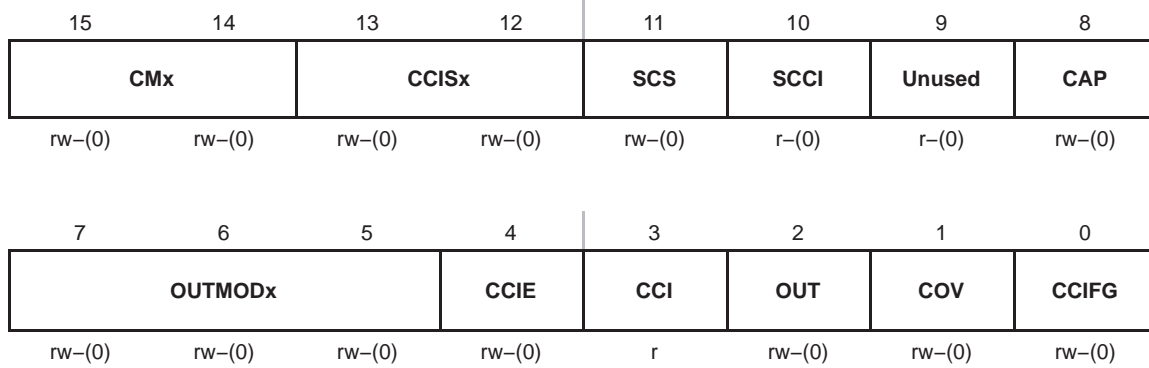 15 14 13 12 11 10 9 8
CMx CCISx SCS SCCI Unused CAP
rw−(0) rw−(0) rw−(0) rw−(0) rw−(0) r−(0) r−(0) rw−(0)
7 6 5 4 3 2 1 0
OUTMODx CCIE CCI OUT COV CCIFG
rw−(0) rw−(0) rw−(0) rw−(0) r rw−(0) rw−(0) rw−(0)